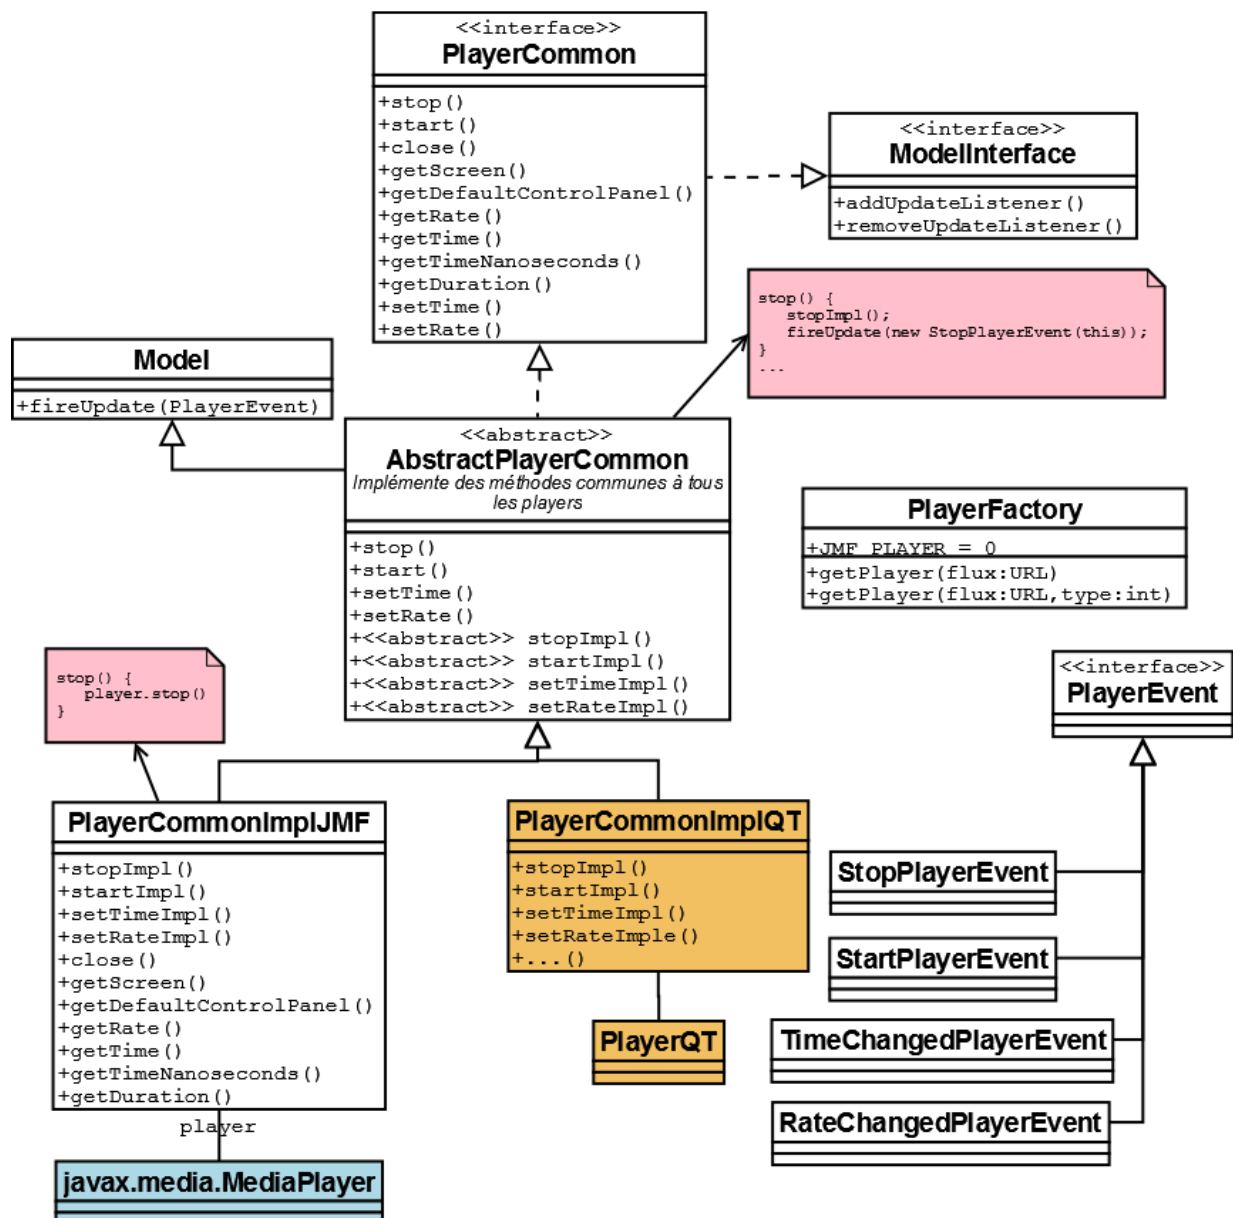 <<interface>>
PlayerCommon
+stop()
+start()
+close()
+getScreen()
+getDefaultControlPanel()
+getRate()
+getTime()
+getTimeNanoseconds()
+getDuration()
+setTime()
+setRate()
<<interface>>
ModelInterface
+addUpdateListener()
+removeUpdateListener()
stop() {
stopImpl();
fireUpdate(new StopPlayerEvent(this));
}
...
Model
+fireUpdate(PlayerEvent)
<<abstract>>
AbstractPlayerCommon
Implémente des méthodes communes à tous
les players
+stop()
+start()
+setTime()
+setRate()
+<<abstract>> stopImpl()
+<<abstract>> startImpl()
+<<abstract>> setTimeImpl()
+<<abstract>> setRateImpl()
PlayerFactory
+JMF_PLAYER = 0
+getPlayer(flux:URL)
+getPlayer(flux:URL,type:int)
stop() {
player.stop()
}
<<interface>>
PlayerEvent
PlayerCommonImplJMF
+stopImpl()
+startImpl()
+setTimeImpl()
+setRateImpl()
+close()
+getScreen()
+getDefaultControlPanel()
+getRate()
+getTime()
+getTimeNanoseconds()
+getDuration()
player
javax.media.MediaPlayer
PlayerCommonImplQT
+stopImpl()
+startImpl()
+setTimeImpl()
+setRateImple()
+...()
PlayerQT
StopPlayerEvent
StartPlayerEvent
TimeChangedPlayerEvent
RateChangedPlayerEvent